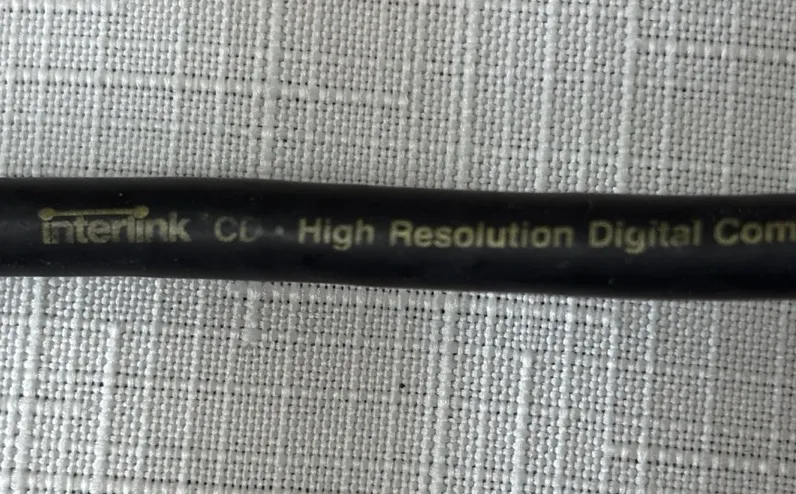 interlink CD • High Resolution Digital Com